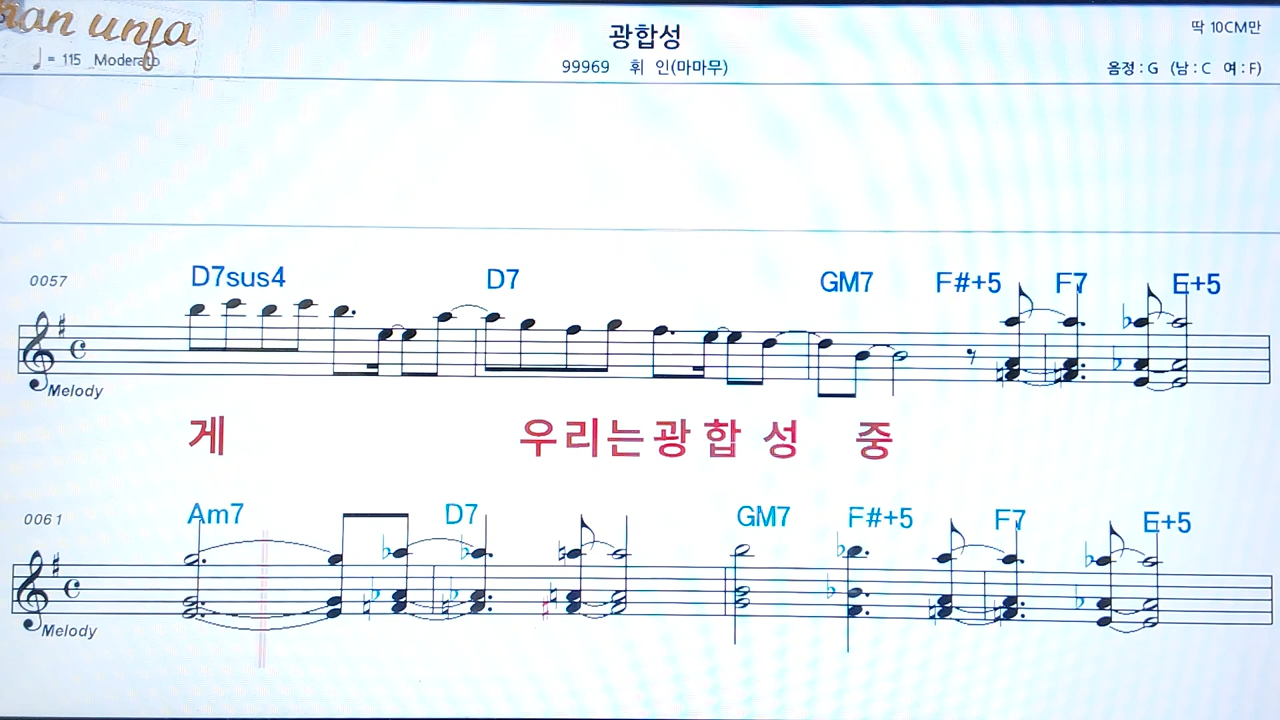 an unja
광합성
딱 10CM만
♩ = 115 Moderato
99969 휘 인(마마무)
음정 : G (남 : C 여 : F)
0057
D7sus4 D7 GM7 F#+5 F7 E+5
Melody
게 우리는광합 성 중
0061
Am7 D7 GM7 F#+5 F7 E+5
Melody